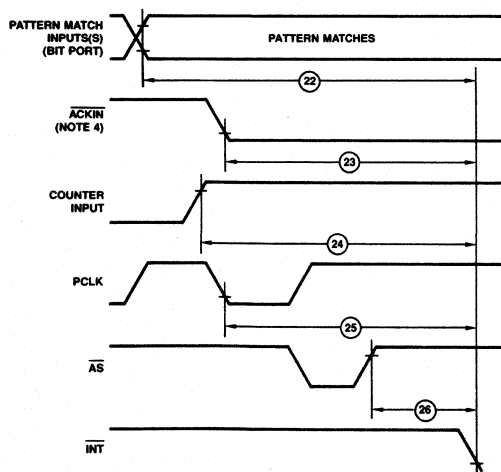 PATTERN MATCH
INPUTS(S)
(BIT PORT)
PATTERN MATCHES
22
ACKIN
(NOTE 4)
23
COUNTER
INPUT
24
PCLK
25
AS
26
INT